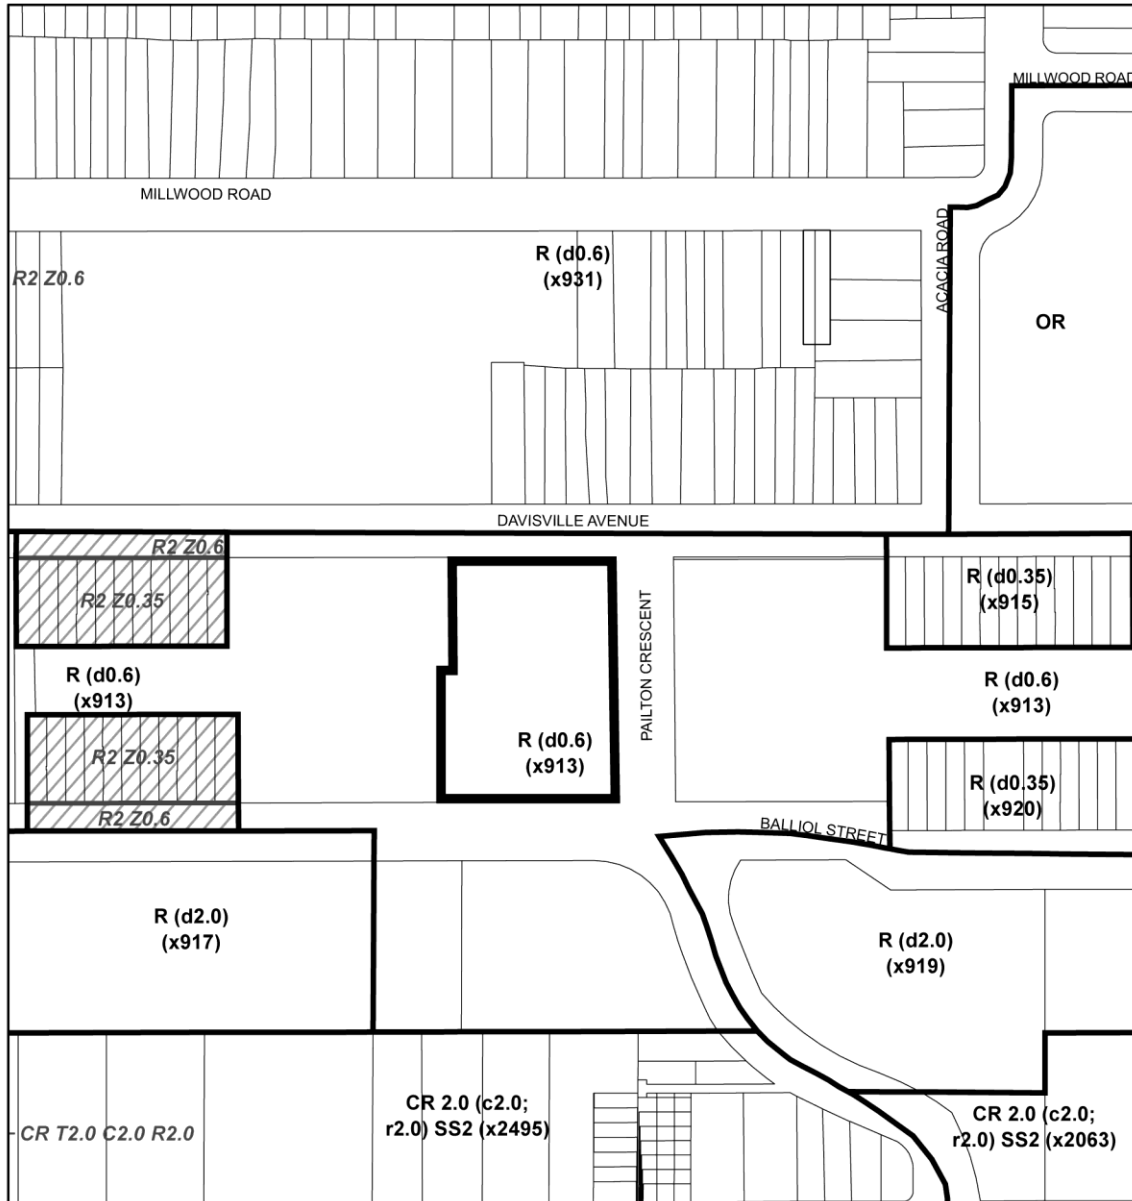 MILLWOOD ROAD
MILLWOOD ROAD
R2 Z0.6
R (d0.6)
(x931)
ACACIA ROAD
OR
DAVISVILLE AVENUE
R2 Z0.6
R2 Z0.35
R (d0.35)
(x915)
PAILTON CRESCENT
R (d0.6)
(x913)
R (d0.6)
(x913)
R2 Z0.35
R (d0.6)
(x913)
R (d0.35)
(x920)
R2 Z0.6
BALLIOL STREET
R (d2.0)
(x917)
R (d2.0)
(x919)
CR T2.0 C2.0 R2.0
CR 2.0 (c2.0;
r2.0) SS2 (x2495)
CR 2.0 (c2.0;
r2.0) SS2 (x2063)